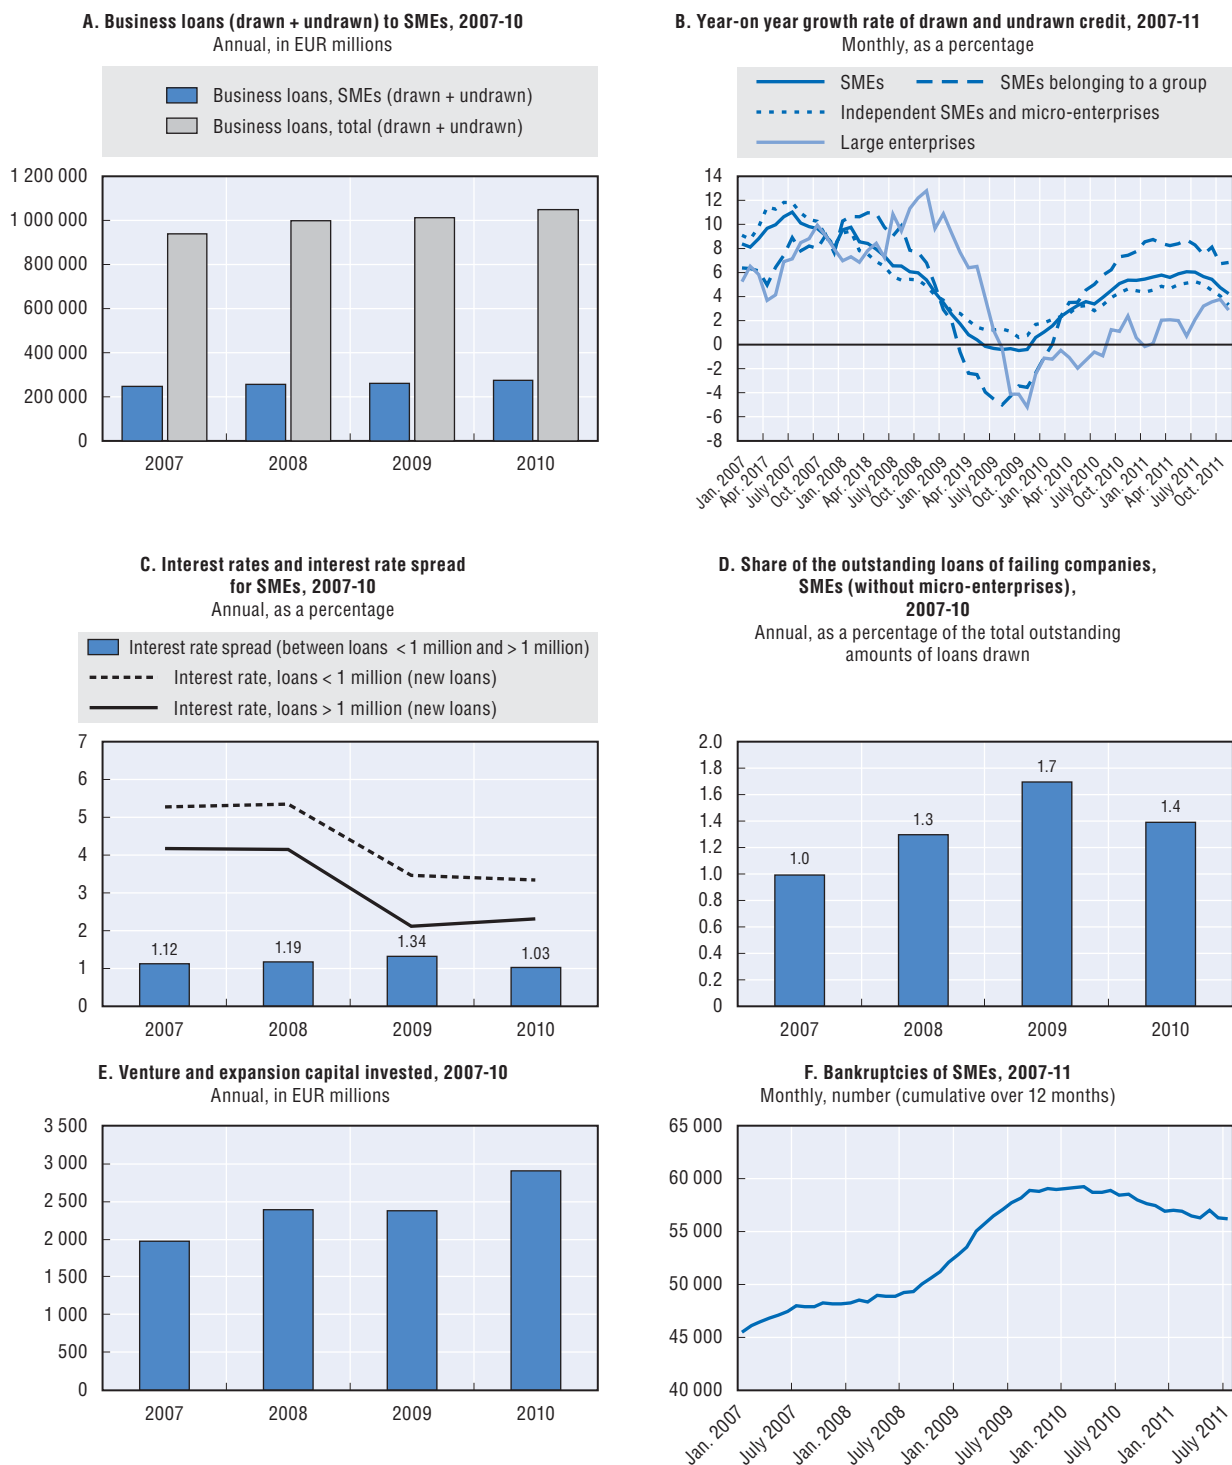 A. Business loans (drawn + undrawn) to SMEs, 2007-10
Annual, in EUR millions
Business loans, SMEs (drawn + undrawn)
Business loans, total (drawn + undrawn)
1 200 000
1 000 000
800 000
600 000
400 000
200 000
0
2007 2008 2009 2010
B. Year-on year growth rate of drawn and undrawn credit, 2007-11
Monthly, as a percentage
SMEs SMEs belonging to a group
Independent SMEs and micro-enterprises
Large enterprises
14
12
10
8
6
4
2
0
-2
-4
-6
-8
Jan. 2007 Apr. 2017 July 2007 Oct. 2007 Jan. 2008 Apr. 2018 July 2008 Oct. 2008 Jan. 2009 Apr. 2019 July 2009 Oct. 2009 Jan. 2010 Apr. 2010 July 2010 Oct. 2010 Jan. 2011 Apr. 2011 July 2011 Oct. 2011
C. Interest rates and interest rate spread
for SMEs, 2007-10
Annual, as a percentage
Interest rate spread (between loans < 1 million and > 1 million)
Interest rate, loans < 1 million (new loans)
Interest rate, loans > 1 million (new loans)
7
6
5
4
3
2
1
0
1.12 1.19 1.34 1.03
2007 2008 2009 2010
D. Share of the outstanding loans of failing companies,
SMEs (without micro-enterprises),
2007-10
Annual, as a percentage of the total outstanding
amounts of loans drawn
2.0
1.8
1.6
1.4
1.2
1.0
0.8
0.6
0.4
0.2
0
1.0 1.3 1.7 1.4
2007 2008 2009 2010
E. Venture and expansion capital invested, 2007-10
Annual, in EUR millions
3 500
3 000
2 500
2 000
1 500
1 000
500
0
2007 2008 2009 2010
F. Bankruptcies of SMEs, 2007-11
Monthly, number (cumulative over 12 months)
65 000
60 000
55 000
50 000
45 000
40 000
Jan. 2007 July 2007 Jan. 2008 July 2008 Jan. 2009 July 2009 Jan. 2010 July 2010 Jan. 2011 July 2011